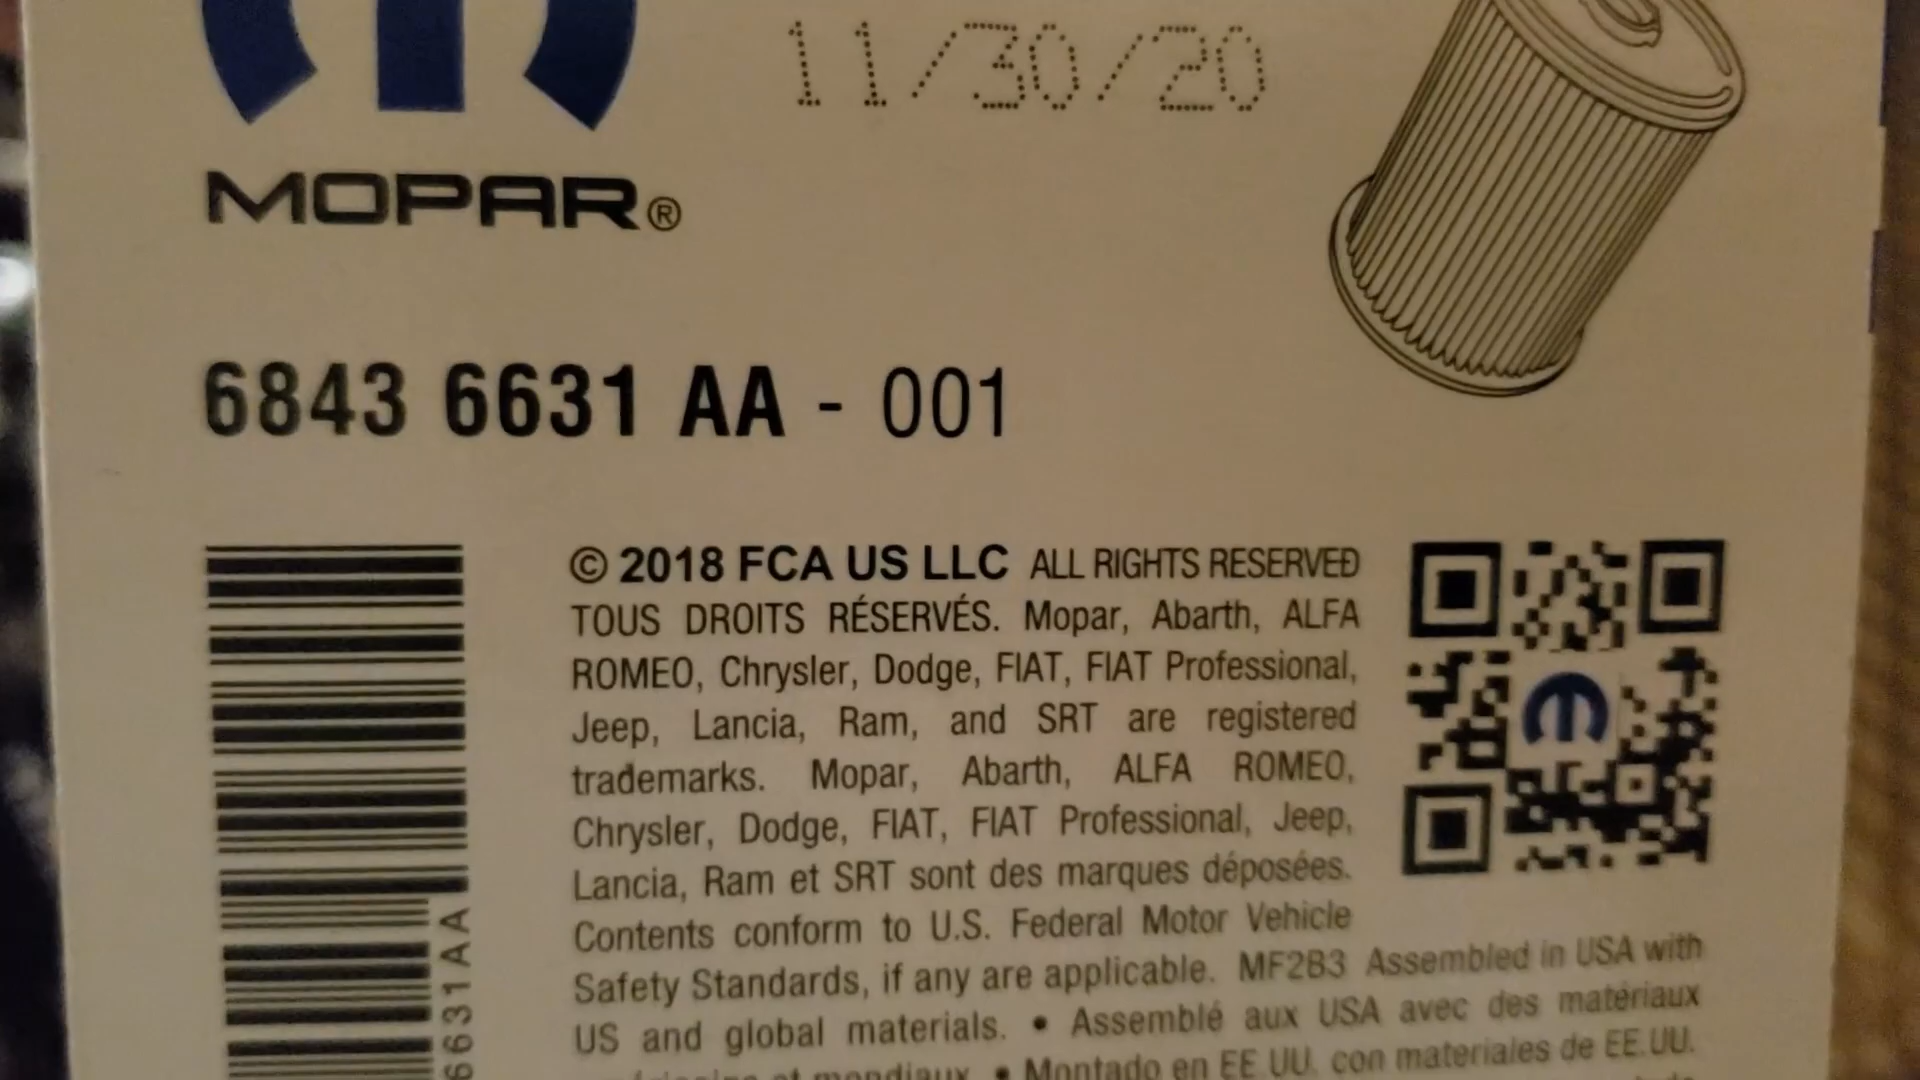 11/30/20
MOPAR®
6843 6631 AA - 001
© 2018 FCA US LLC ALL RIGHTS RESERVED
TOUS DROITS RÉSERVÉS. Mopar, Abarth, ALFA
ROMEO, Chrysler, Dodge, FIAT, FIAT Professional,
Jeep, Lancia, Ram, and SRT are registered
trademarks. Mopar, Abarth, ALFA ROMEO,
Chrysler, Dodge, FIAT, FIAT Professional, Jeep,
Lancia, Ram et SRT sont des marques déposées.
Contents conform to U.S. Federal Motor Vehicle
Safety Standards, if any are applicable. MF2B3 Assembled in USA with
US and global materials. • Assemblé aux USA avec des matériaux
et mondiaux. • Montado en EE.UU. con materiales de EE.UU.
6631AA